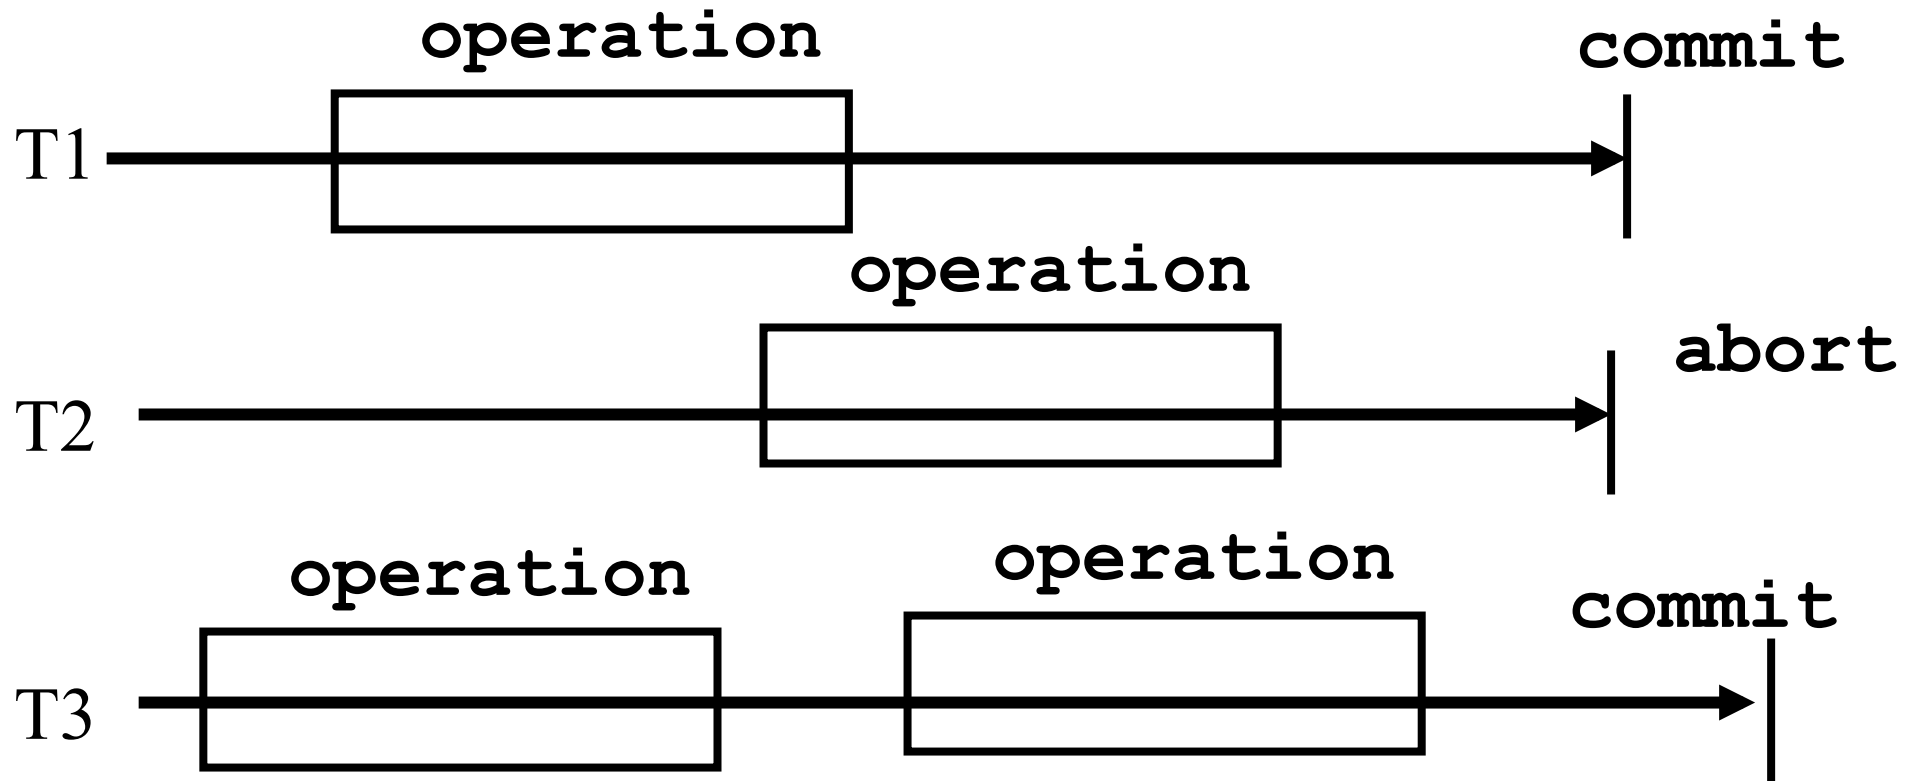 operation
commit
T1
operation
abort
T2
operation
operation
commit
T3